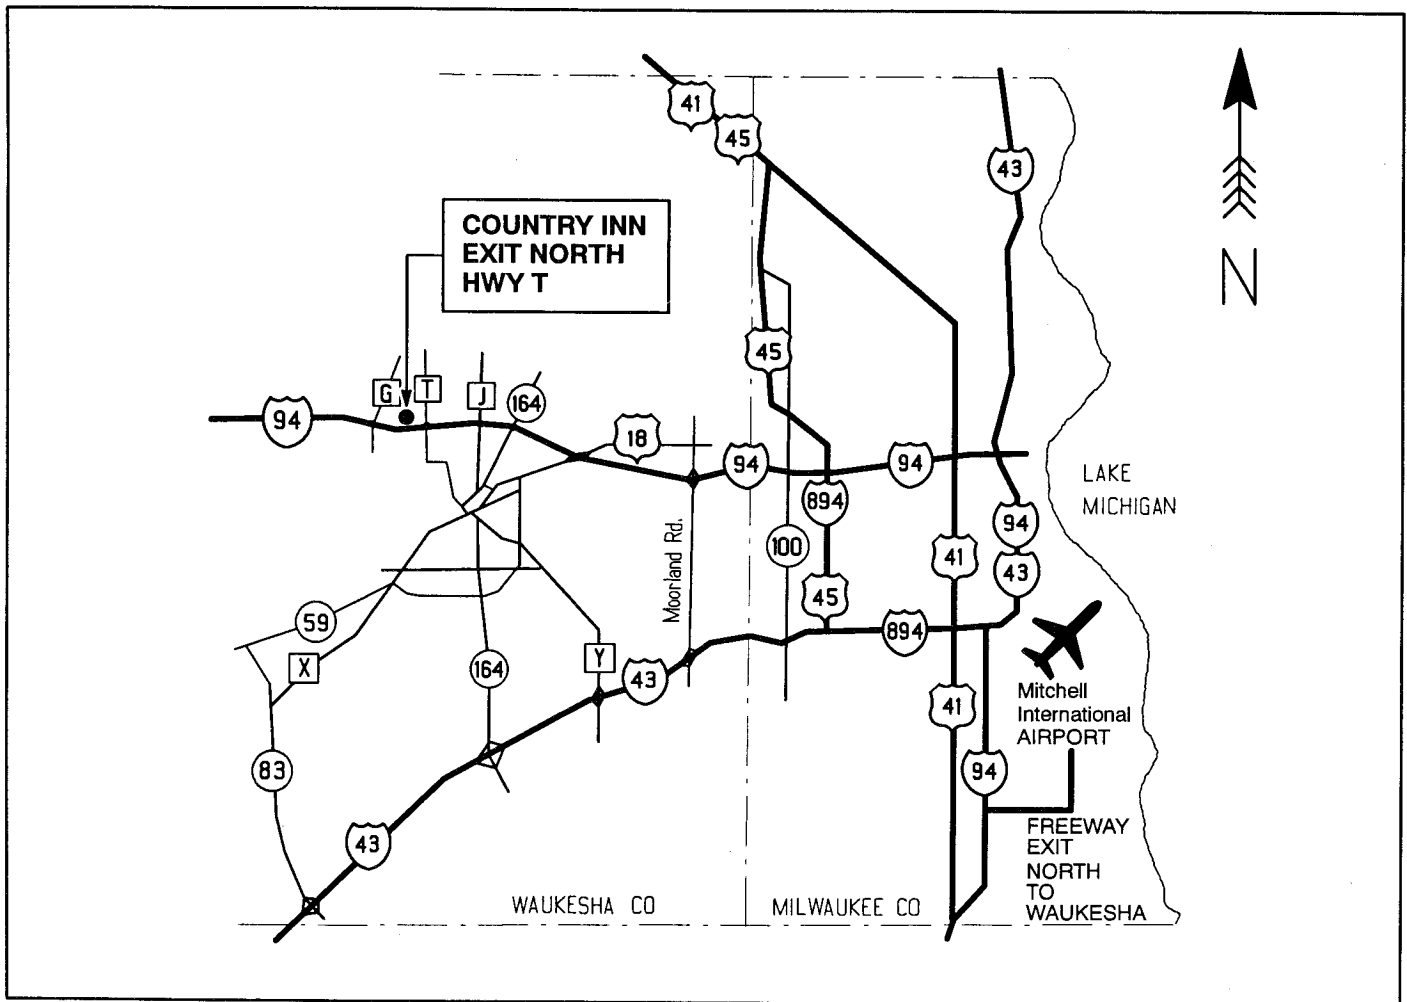 41
45
43
COUNTRY INN
EXIT NORTH
HWY T
45
G
T
J
164
94
18
94
94
LAKE
MICHIGAN
894
94
100
41
43
Moorland Rd.
45
59
894
X
164
Y
43
41
Mitchell
International
AIRPORT
83
94
43
FREEWAY
EXIT
NORTH
TO
WAUKESHA
WAUKESHA CO
MILWAUKEE CO
N